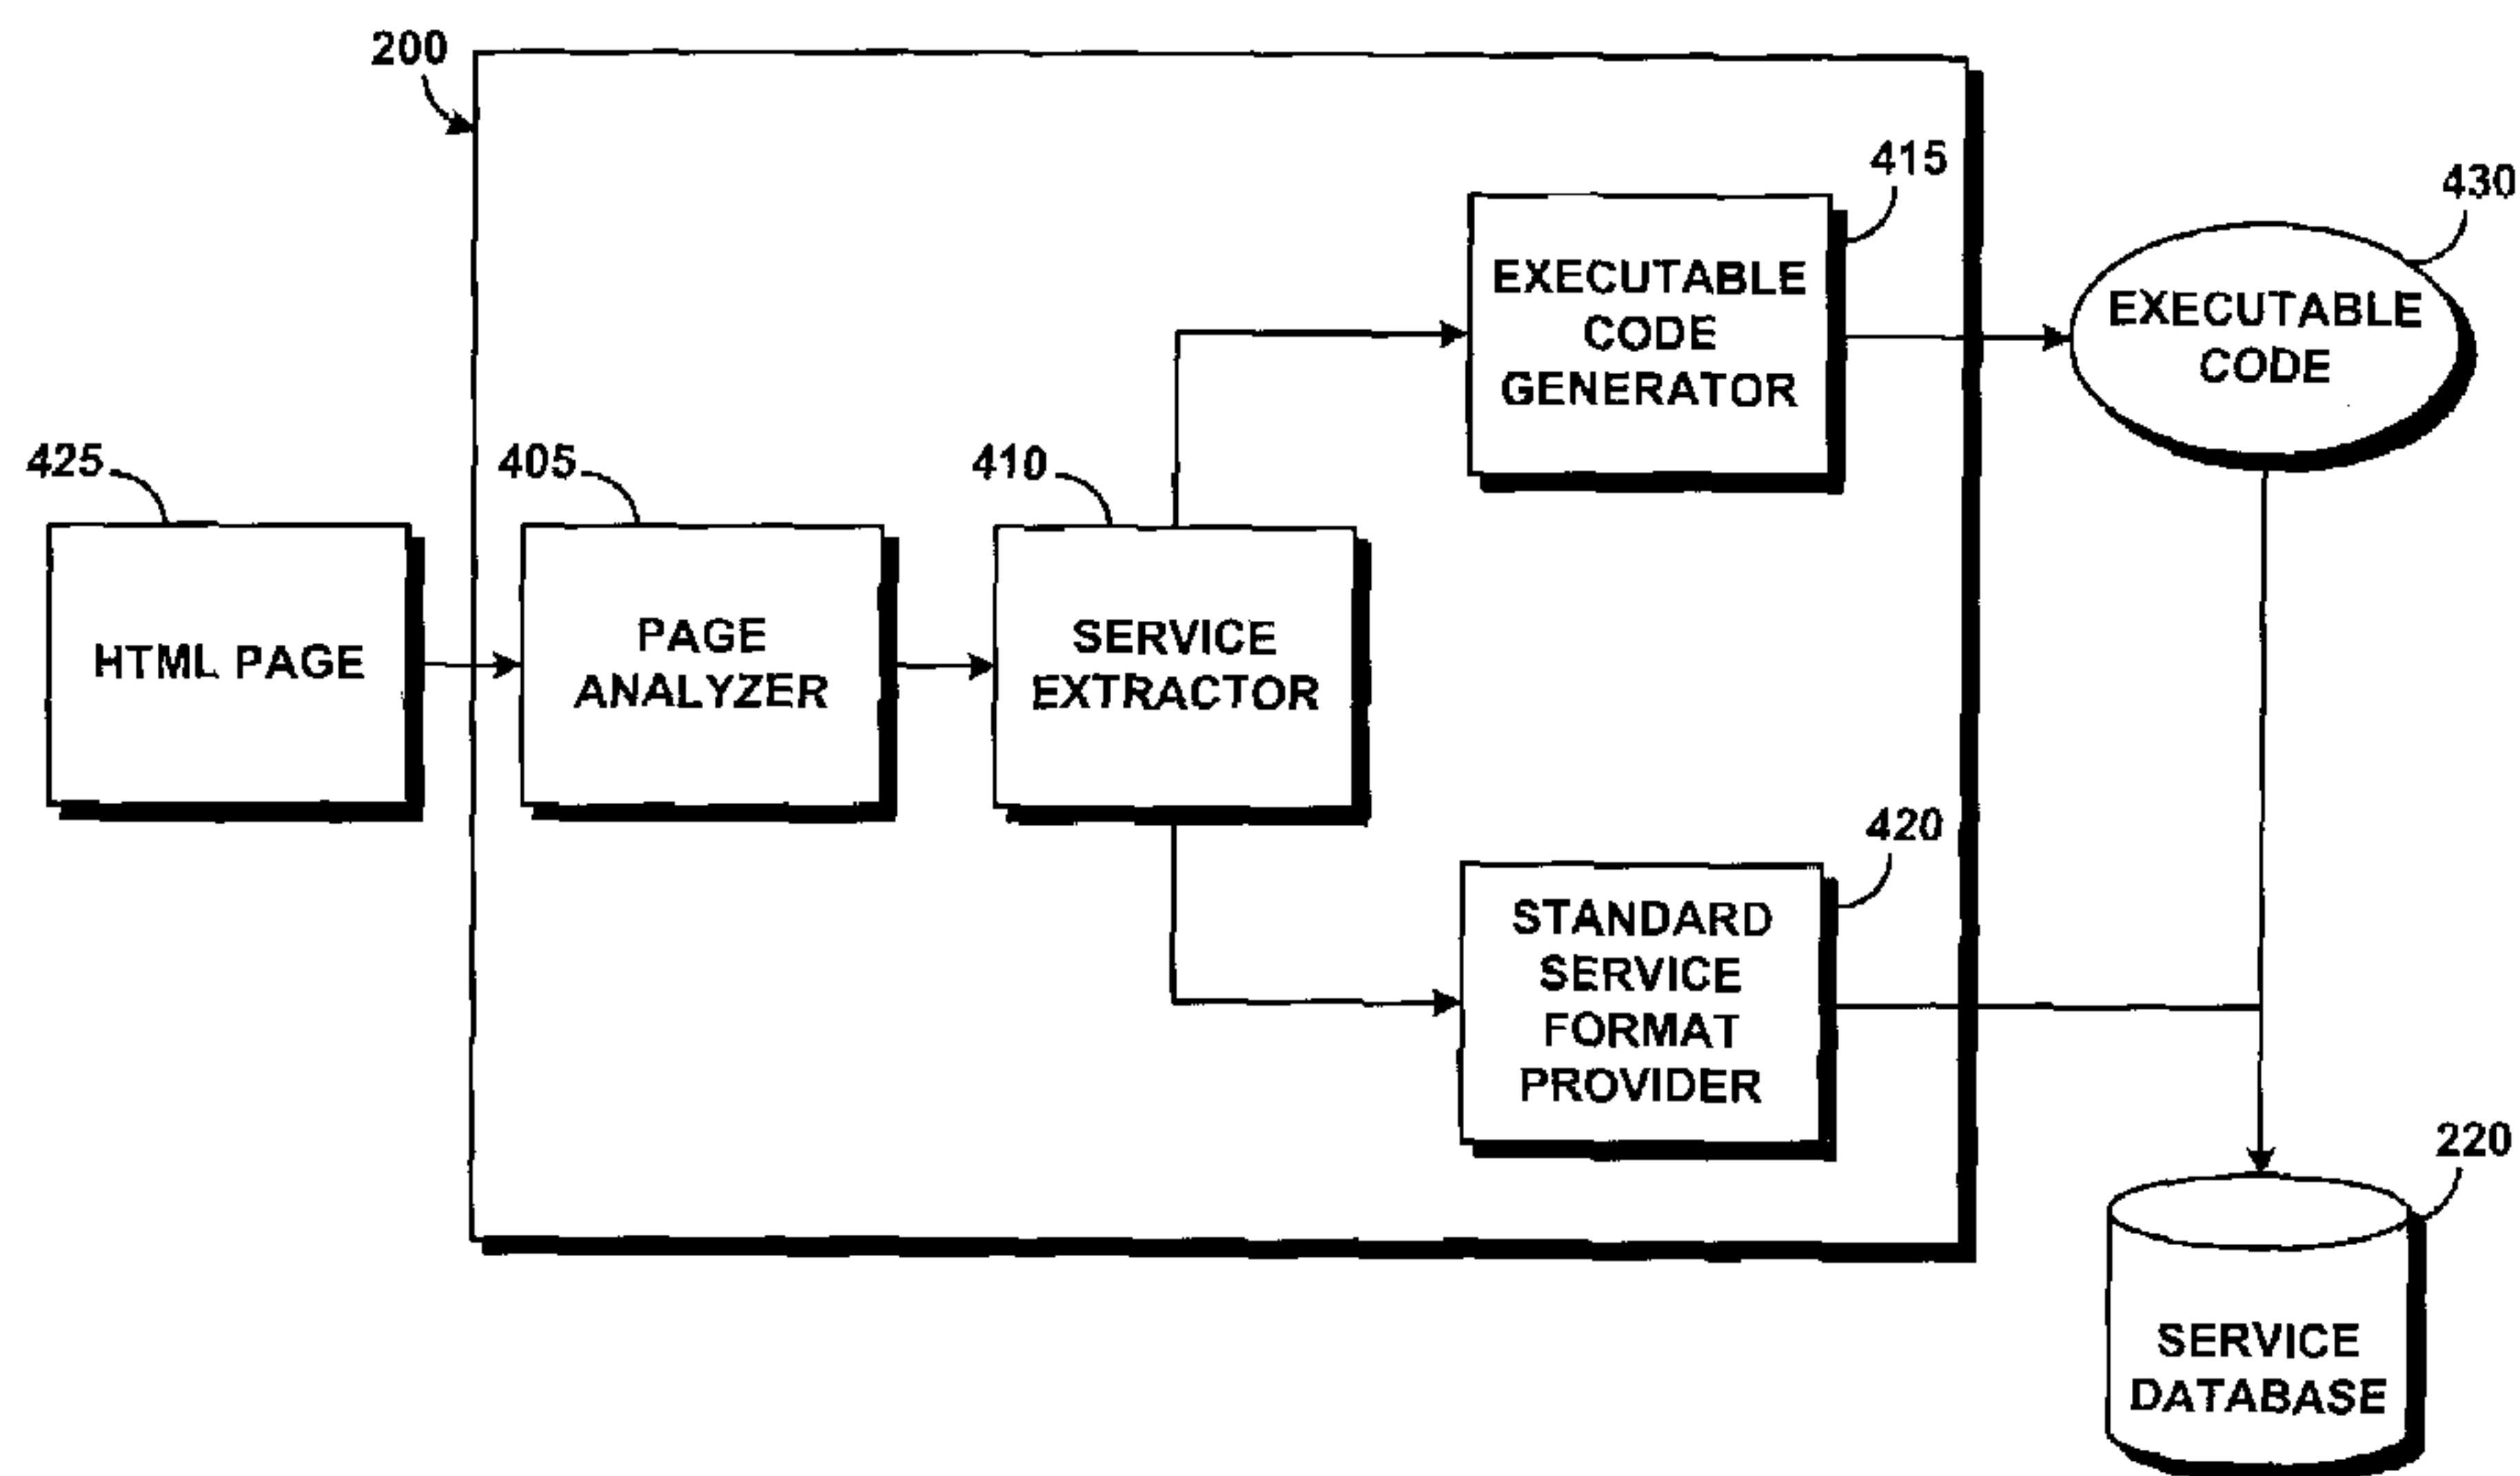 200
415
430
EXECUTABLE
CODE
GENERATOR
EXECUTABLE
CODE
425
405
410
HTML PAGE
PAGE
ANALYZER
SERVICE
EXTRACTOR
420
STANDARD
SERVICE
FORMAT
PROVIDER
220
SERVICE
DATABASE